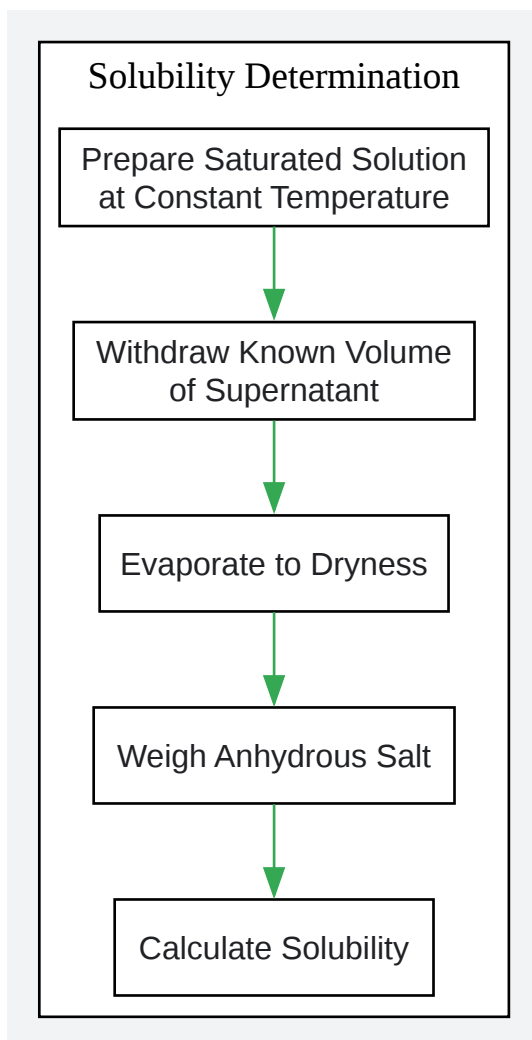 Solubility Determination
Prepare Saturated Solution
at Constant Temperature
Withdraw Known Volume
of Supernatant
Evaporate to Dryness
Weigh Anhydrous Salt
Calculate Solubility